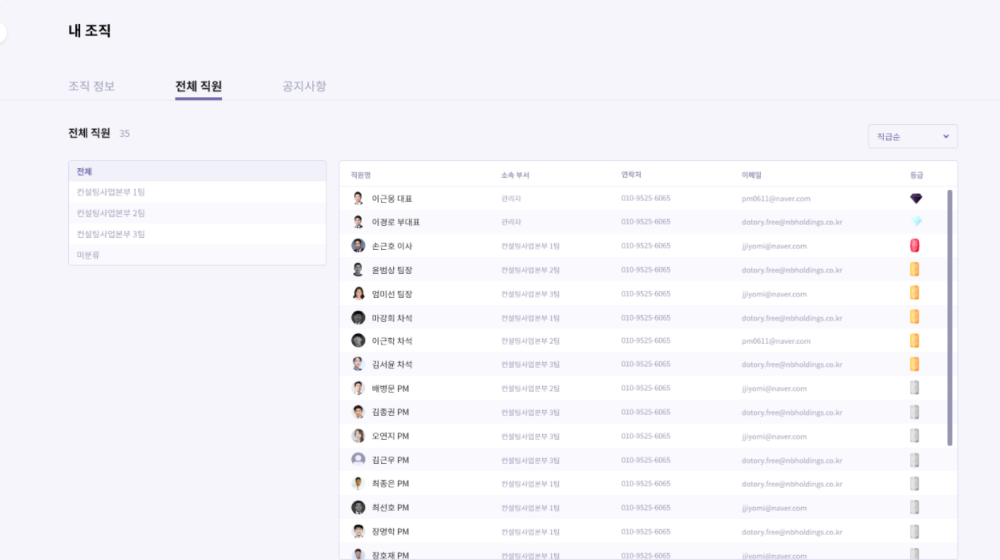 내 조직
조직 정보 전체 직원 공지사항
전체 직원 35
직급순
전체
컨설팅사업본부 1팀
컨설팅사업본부 2팀
컨설팅사업본부 3팀
미분류
직원명 소속 부서 연락처 이메일 등급
이근웅 대표 관리자 010-9525-6065 pm0611@naver.com
이경로 부대표 관리자 010-9525-6065 dotory.free@nbholdings.co.kr
손근호 이사 컨설팅사업본부 1팀 010-9525-6065 jjiyomi@naver.com
윤범상 팀장 컨설팅사업본부 2팀 010-9525-6065 dotory.free@nbholdings.co.kr
엄미선 팀장 컨설팅사업본부 3팀 010-9525-6065 jjiyomi@naver.com
마강희 차석 컨설팅사업본부 1팀 010-9525-6065 dotory.free@nbholdings.co.kr
이근학 차석 컨설팅사업본부 2팀 010-9525-6065 pm0611@naver.com
김서윤 차석 컨설팅사업본부 3팀 010-9525-6065 dotory.free@nbholdings.co.kr
배병문 PM 컨설팅사업본부 2팀 010-9525-6065 jjiyomi@naver.com
김종권 PM 컨설팅사업본부 3팀 010-9525-6065 dotory.free@nbholdings.co.kr
오연지 PM 컨설팅사업본부 3팀 010-9525-6065 jjiyomi@naver.com
김근우 PM 컨설팅사업본부 3팀 010-9525-6065 dotory.free@nbholdings.co.kr
최종은 PM 컨설팅사업본부 1팀 010-9525-6065 dotory.free@nbholdings.co.kr
최선호 PM 컨설팅사업본부 1팀 010-9525-6065 jjiyomi@naver.com
장명학 PM 컨설팅사업본부 1팀 010-9525-6065 dotory.free@nbholdings.co.kr
장호재 PM 컨설팅사업본부 1팀 010-9525-6065 jjiyomi@naver.com